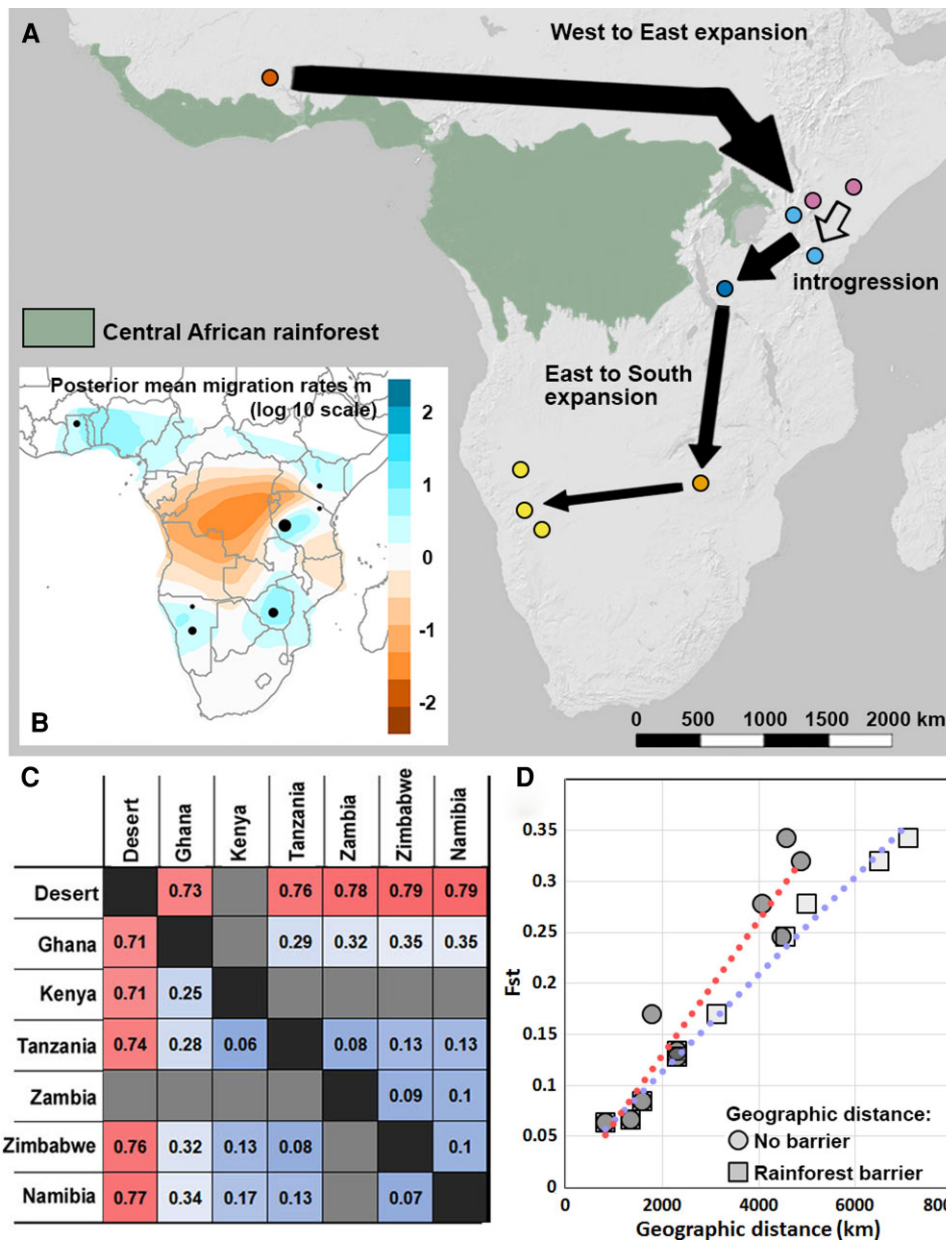 A
West to East expansion
introgression
Central African rainforest
East to South
expansion
Posterior mean migration rates m
(log 10 scale)
2
1
0
-1
-2
B
0 500 1000 1500 2000 km
C
Desert Ghana Kenya Tanzania Zambia Zimbabwe Namibia
Desert 0.73 0.76 0.78 0.79 0.79
Ghana 0.71 0.29 0.32 0.35 0.35
Kenya 0.71 0.25
Tanzania 0.74 0.28 0.06 0.08 0.13 0.13
Zambia 0.09 0.1
Zimbabwe 0.76 0.32 0.13 0.08 0.1
Namibia 0.77 0.34 0.17 0.13 0.07
D
Fst
0.35
0.3
0.25
0.2
0.15
0.1
0.05
0
Geographic distance:
No barrier
Rainforest barrier
0 2000 4000 6000 800
Geographic distance (km)